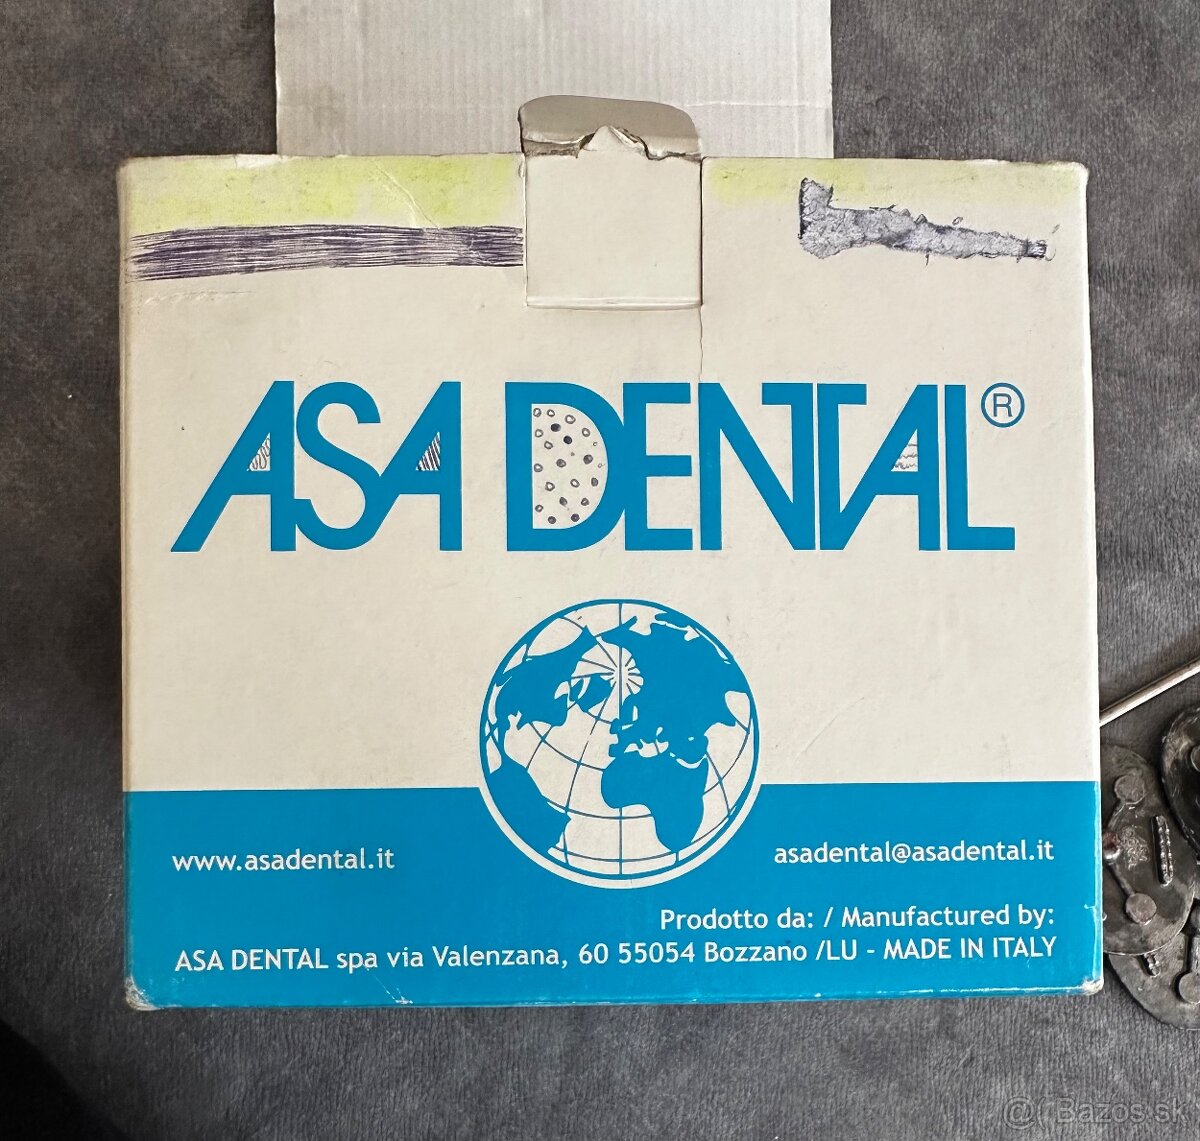 ASA DENTAL®
www.asadental.it
asadental@asadental.it
Prodotto da: / Manufactured by:
ASA DENTAL spa via Valenzana, 60 55054 Bozzano /LU - MADE IN ITALY
@ Bazos.sk